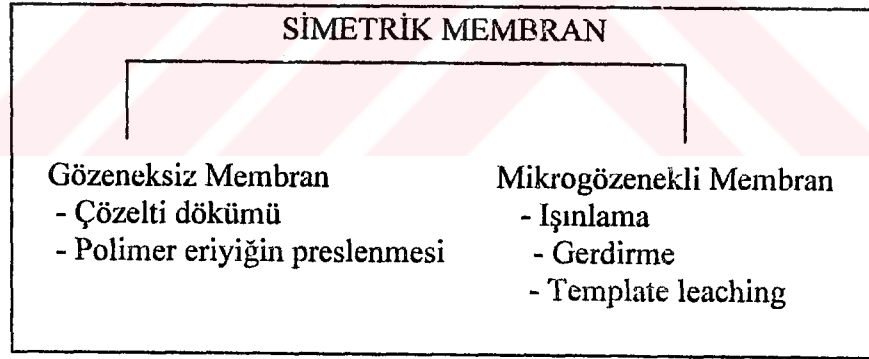 SİMETRİK MEMBRAN
Gözeneksiz Membran
- Çözelti dökümü
- Polimer eriyiğin preslenmesi
Mikrogözenekli Membran
- Işınlama
- Gerdirme
- Template leaching